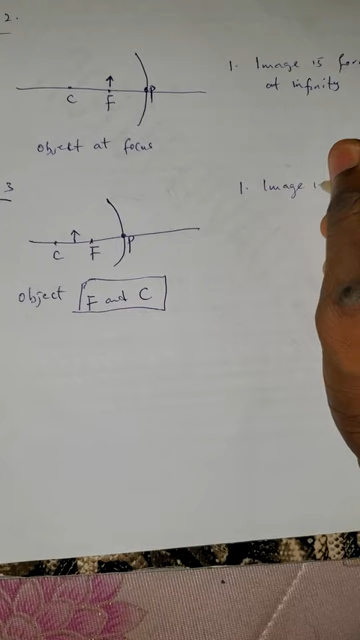 2.
1. Image is for
at infinity
C F P
object at focus
3
1. Image i
C F P
object F and C